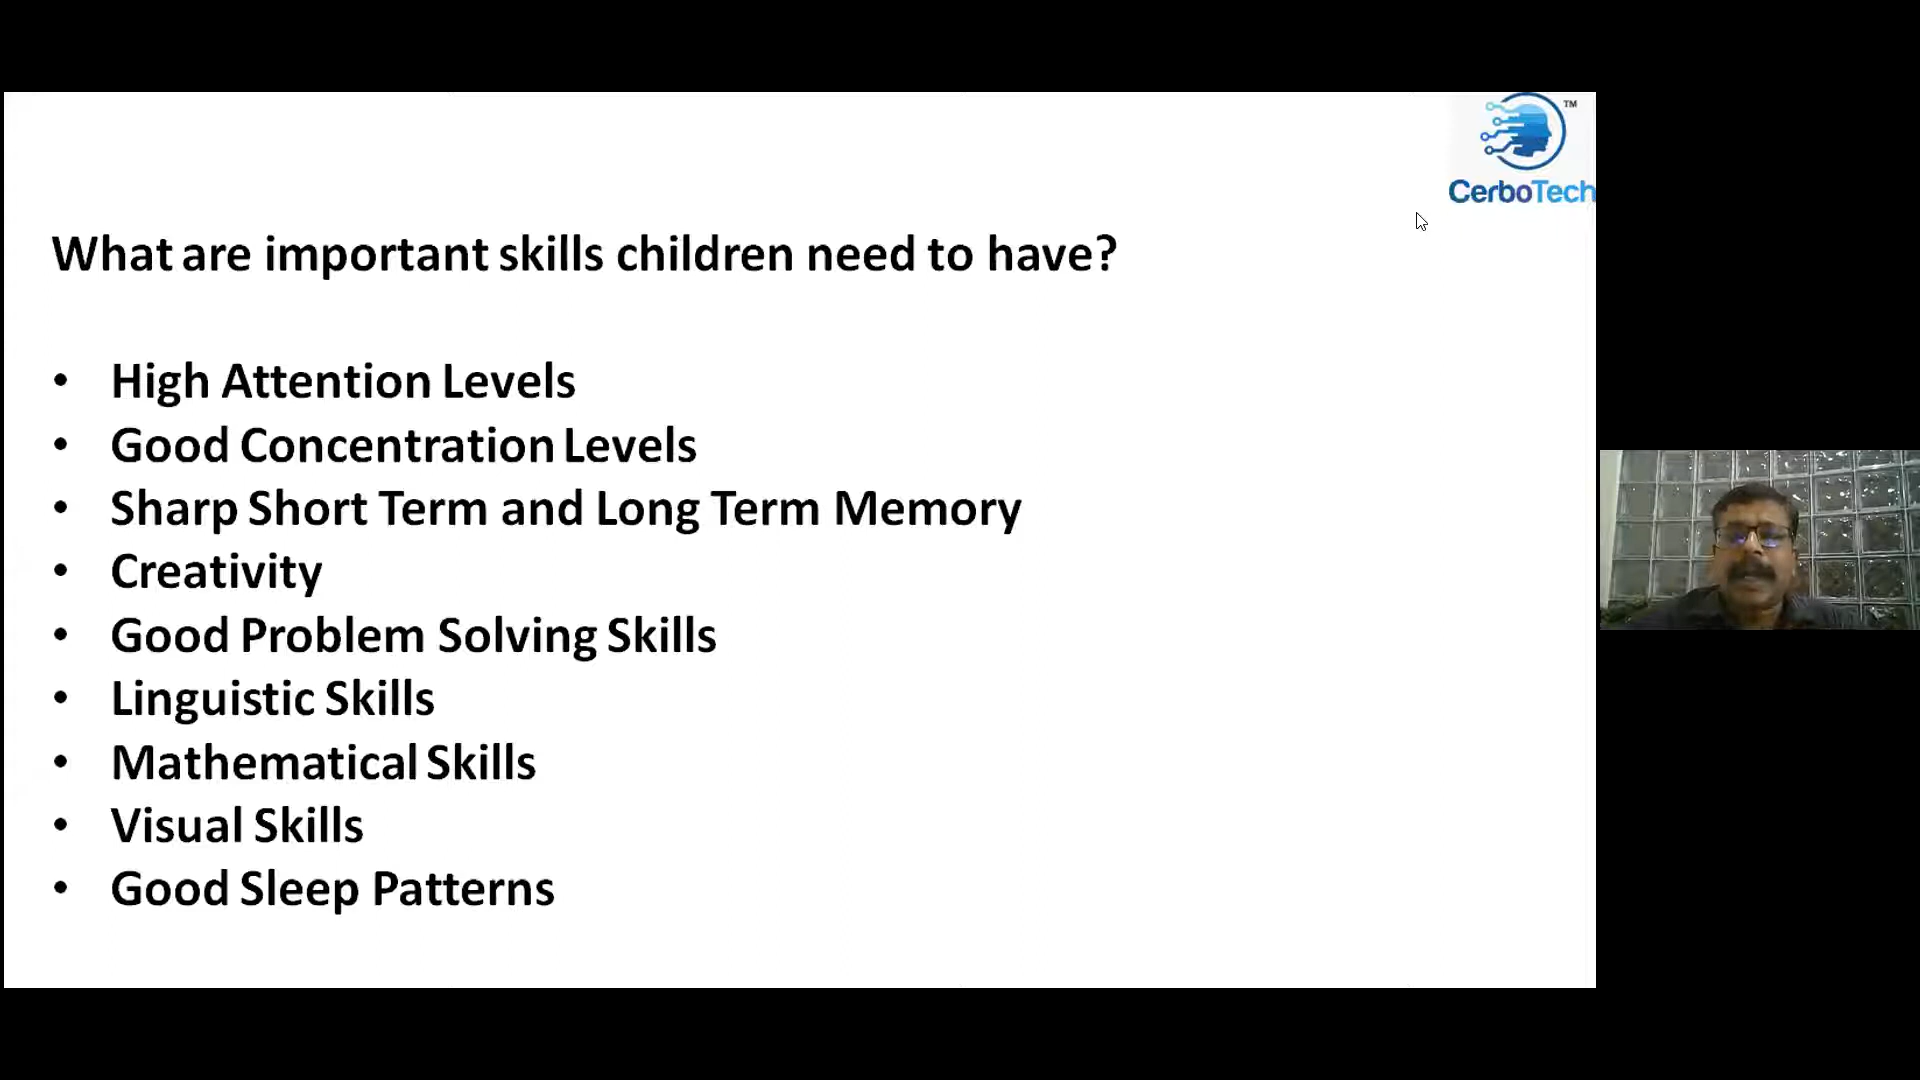 TM
CerboTech
What are important skills children need to have?
• High Attention Levels
• Good Concentration Levels
• Sharp Short Term and Long Term Memory
• Creativity
• Good Problem Solving Skills
• Linguistic Skills
• Mathematical Skills
• Visual Skills
• Good Sleep Patterns